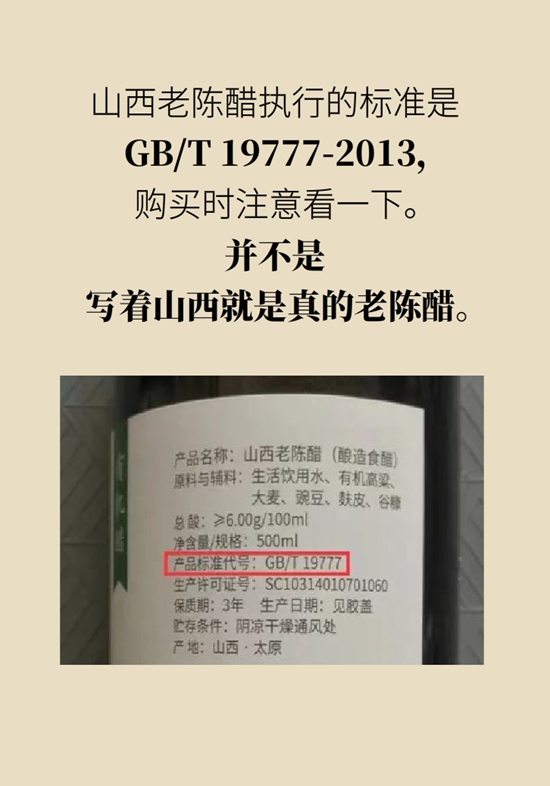 山西老陈醋执行的标准是
GB/T 19777-2013,
购买时注意看一下。
并不是
写着山西就是真的老陈醋。
有机醋
产品名称：山西老陈醋（酿造食醋）
原料与辅料：生活饮用水、有机高粱、
大麦、豌豆、麸皮、谷糠
总酸：≥6.00g/100ml
净含量/规格：500ml
产品标准代号：GB/T 19777
生产许可证号：SC10314010701060
保质期：3年 生产日期：见胶盖
贮存条件：阴凉干燥通风处
产地：山西·太原